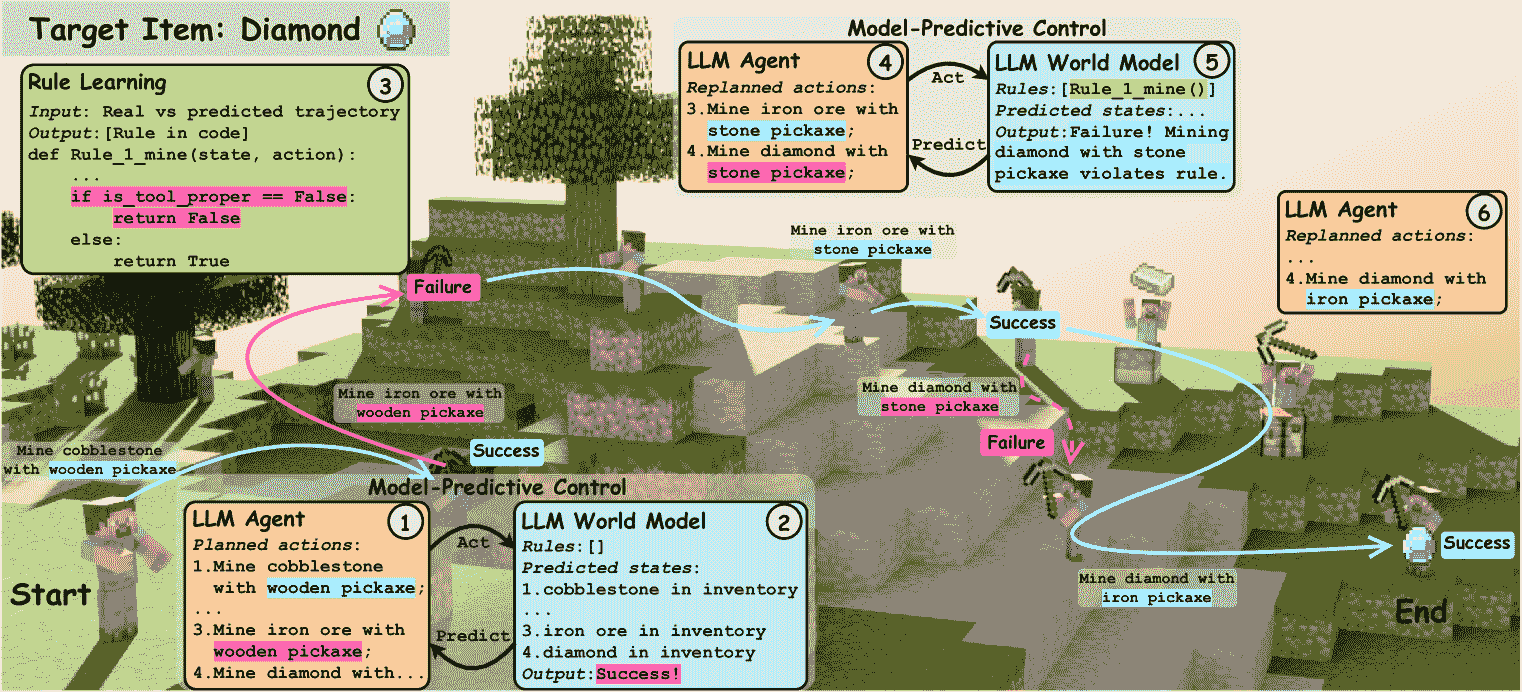 Target Item: Diamond
Rule Learning
3
Input: Real vs predicted trajectory
Output:[Rule in code]
def Rule_1_mine(state, action):
...
if is_tool_proper == False:
return False
else:
return True
Model-Predictive Control
LLM Agent
4
Replanned actions:
3.Mine iron ore with
stone pickaxe;
4.Mine diamond with
stone pickaxe;
Act
Predict
LLM World Model
5
Rules:[Rule_1_mine()]
Predicted states:...
Output:Failure! Mining
diamond with stone
pickaxe violates rule.
LLM Agent
6
Replanned actions:
...
4.Mine diamond with
iron pickaxe;
Mine iron ore with
stone pickaxe
Failure
Success
Mine iron ore with
wooden pickaxe
Mine diamond with
stone pickaxe
Failure
Mine cobblestone
with wooden pickaxe
Success
Model-Predictive Control
LLM Agent
1
Planned actions:
1.Mine cobblestone
with wooden pickaxe;
...
3.Mine iron ore with
wooden pickaxe;
4.Mine diamond with...
Act
Predict
LLM World Model
2
Rules:[]
Predicted states:
1.cobblestone in inventory
...
3.iron ore in inventory
4.diamond in inventory
Output:Success!
Start
Success
Mine diamond with
iron pickaxe
End